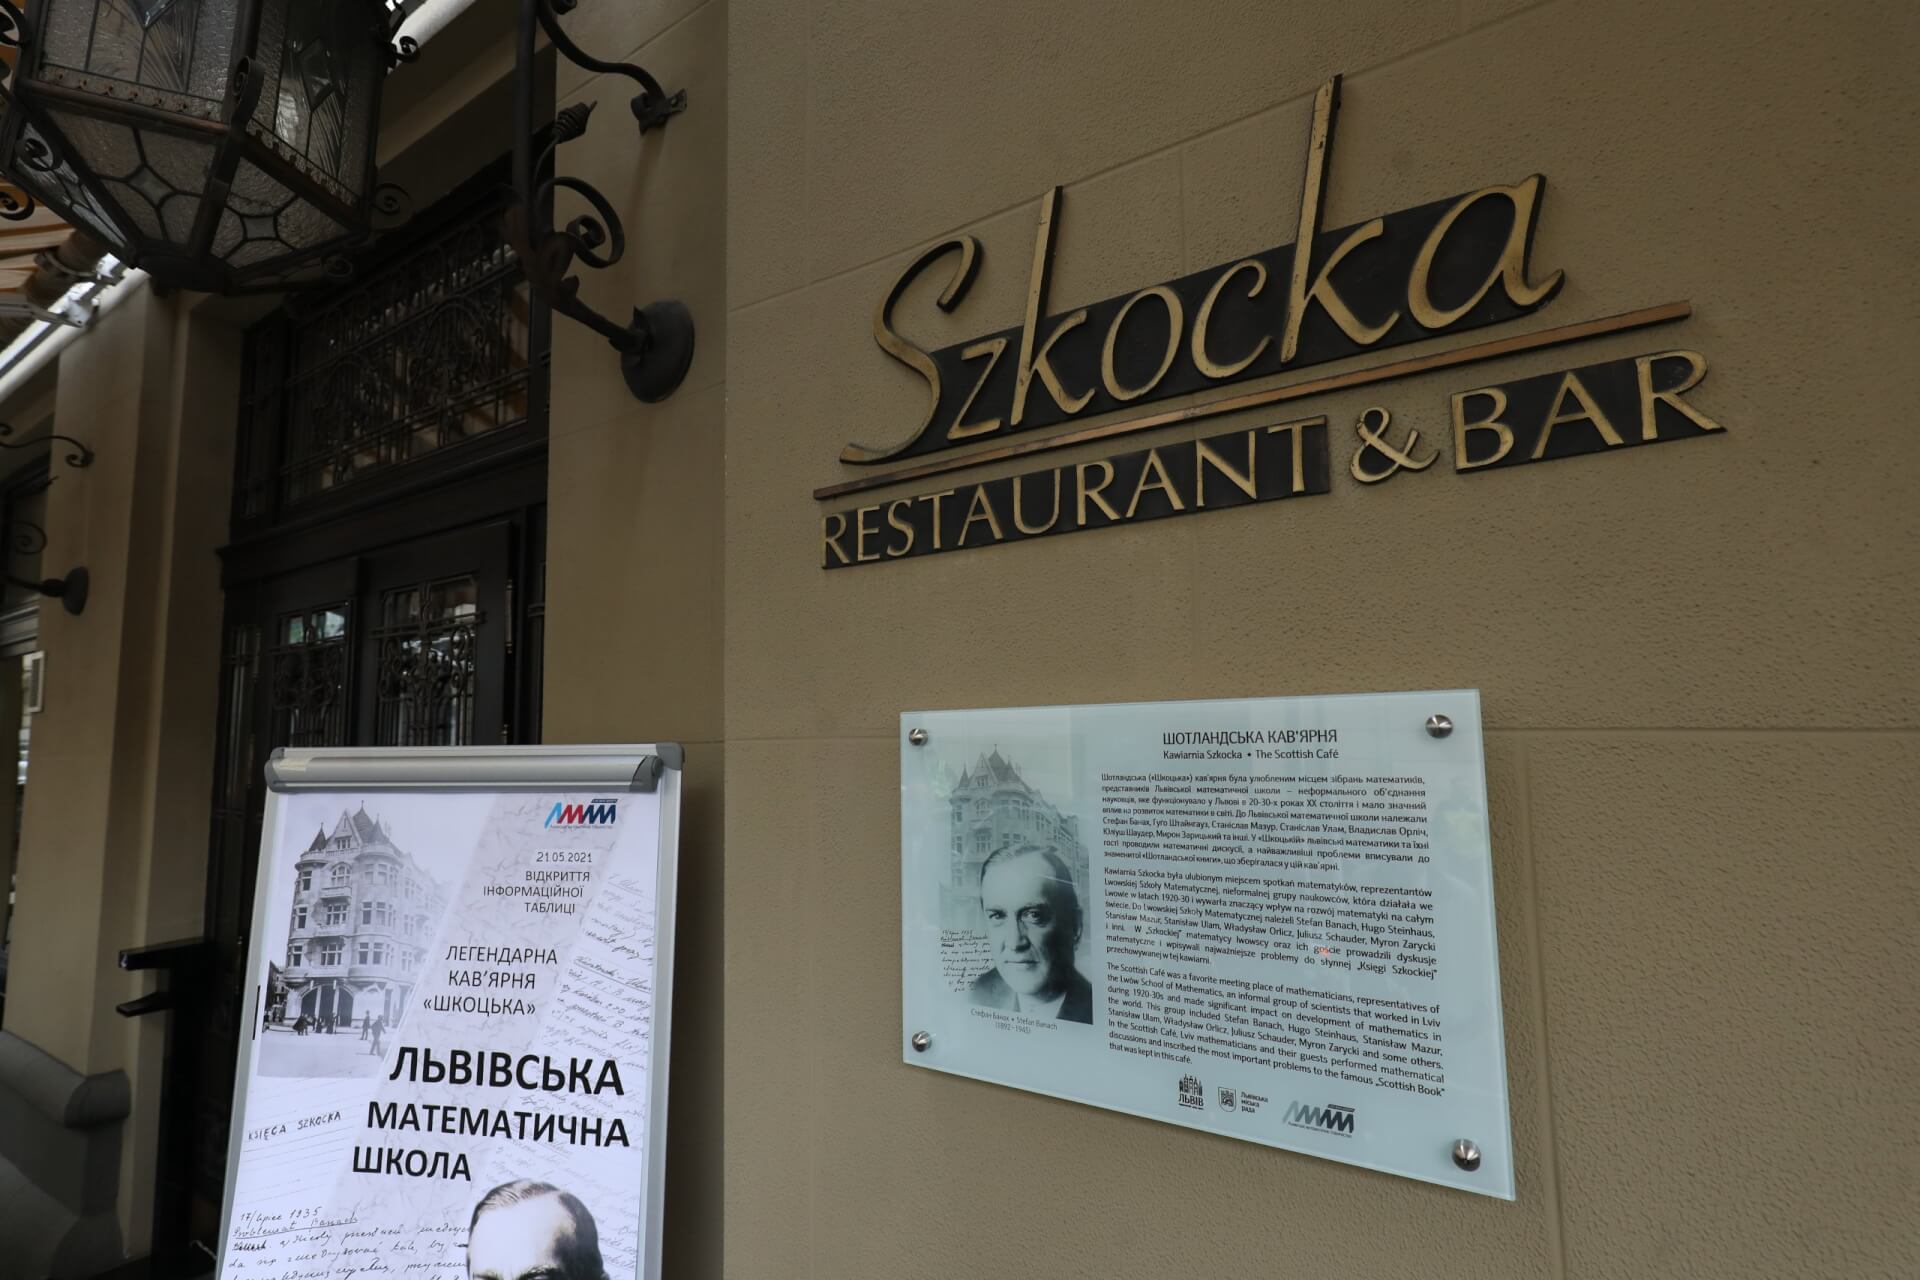 Szkocka
RESTAURANT & BAR
ШОТЛАНДСЬКА КАВ'ЯРНЯ
Kawiarnia Szkocka • The Scottish Café
Шотландська («Шкоцька») кав'ярня була улюбленим місцем зібрань математиків,
представників Львівської математичної школи – неформального об'єднання
науковців, яке функціонувало у Львові в 20-30-х роках XX століття і мало значний
вплив на розвиток математики в світі. До Львівської математичної школи належали
Стефан Банах, Гуго Штайнгауз, Станіслав Мазур, Станіслав Улам, Владислав Орліч,
Юліуш Шаудер, Мирон Зарицький та інші. У «Шкоцькій» львівські математики та їхні
гості проводили математичні дискусії, а найважливіші проблеми вписували до
знаменитої «Шотландської книги», що зберігалася у цій кав'ярні.
Kawiarnia Szkocka była ulubionym miejscem spotkań matematyków, reprezentantów
Lwowskiej Szkoły Matematycznej, nieformalnej grupy naukowców, która działała we
Lwowie w latach 1920-30 i wywarła znaczący wpływ na rozwój matematyki na całym
świecie. Do Lwowskiej Szkoły Matematycznej należeli Stefan Banach, Hugo Steinhaus,
Stanisław Mazur, Stanisław Ulam, Władysław Orlicz, Juliusz Schauder, Myron Zarycki
i inni. W „Szkockiej” matematycy lwowscy oraz ich goście prowadzili dyskusje
matematyczne i wpisywali najważniejsze problemy do słynnej „Księgi Szkockiej”
przechowywanej w tej kawiarni.
The Scottish Café was a favorite meeting place of mathematicians, representatives of
the Lwów School of Mathematics, an informal group of scientists that worked in Lviv
during 1920-30s and made significant impact on development of mathematics in
the world. This group included Stefan Banach, Hugo Steinhaus, Stanisław Mazur,
Stanisław Ulam, Władysław Orlicz, Juliusz Schauder, Myron Zarycki and some others.
In the Scottish Café, Lviv mathematicians and their guests performed mathematical
discussions and inscribed the most important problems to the famous „Scottish Book”
that was kept in this cafe.
Стефан Банах • Stefan Banach
(1892 - 1945)
ЛЬВІВ
Львівська
міська
рада
21.05.2021
ВІДКРИТТЯ
ІНФОРМАЦІЙНОЇ
ТАБЛИЦІ
ЛЕГЕНДАРНА
КАВ'ЯРНЯ
«ШКОЦЬКА»
ЛЬВІВСЬКА
МАТЕМАТИЧНА
ШКОЛА
KSIĘGA SZKOCKA
17/lipiec 1935
Problemat Banach